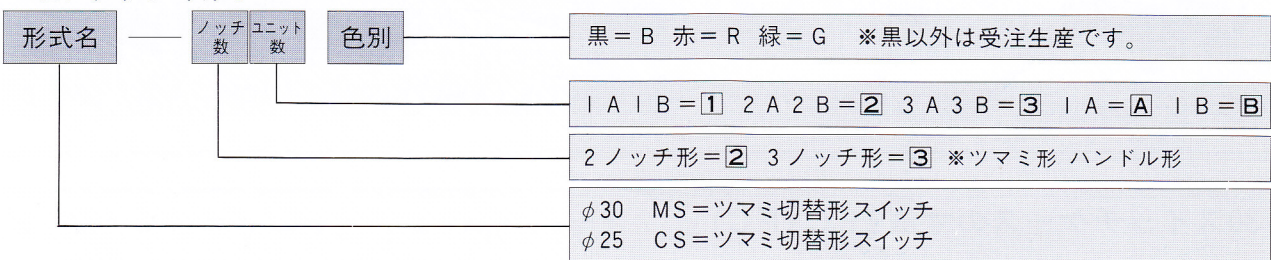 形式名 ノッチ数 ユニット数 色別
黒=B 赤=R 緑=G ※黒以外は受注生産です。
1A1B=1 2A2B=2 3A3B=3 1A=A 1B=B
2ノッチ形=2 3ノッチ形=3 ※ツマミ形 ハンドル形
φ30 MS=ツマミ切替形スイッチ
φ25 CS=ツマミ切替形スイッチ